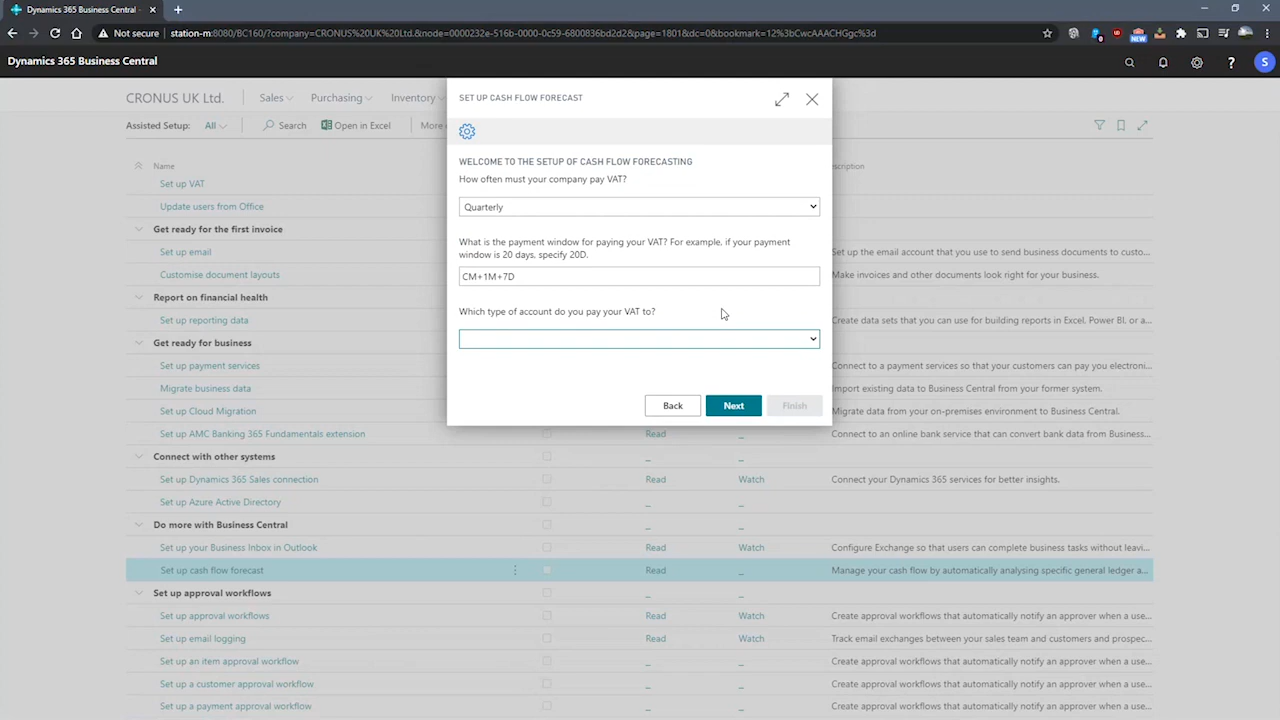 Dynamics 365 Business Central
Not secure
station-m:8080/BC160/?company=CRONUS%20UK%20Ltd.&node=0000232e-516b-0000-0c59-6800836bd2d2&page=1801&dc=0&bookmark=12%3bCwcAAACHGgc%3d
NEW
Dynamics 365 Business Central
?
S
CRONUS UK Ltd.
Sales
Purchasing
Inventory
SET UP CASH FLOW FORECAST
Assisted Setup:
All
Search
Open in Excel
More
WELCOME TO THE SETUP OF CASH FLOW FORECASTING
How often must your company pay VAT?
Quarterly
What is the payment window for paying your VAT? For example, if your payment
window is 20 days, specify 20D.
CM+1M+7D
Which type of account do you pay your VAT to?
Back
Next
Finish
Name
escription
Set up VAT
Update users from Office
Get ready for the first invoice
Set up email
Set up the email account that you use to send business documents to custo...
Customise document layouts
Make invoices and other documents look right for your business.
Report on financial health
Set up reporting data
Create data sets that you can use for building reports in Excel, Power BI. or a...
Get ready for business
Set up payment services
Connect to a payment services so that your customers can pay you electroni...
Migrate business data
Import existing data to Business Central from your former system.
Set up Cloud Migration
Migrate data from your on-premises environment to Business Central.
Set up AMC Banking 365 Fundamentals extension
Read
_
Connect to an online bank service that can convert bank data from Business...
Connect with other systems
_
_
Set up Dynamics 365 Sales connection
Read
Watch
Connect your Dynamics 365 services for better insights.
Set up Azure Active Directory
_
_
Do more with Business Central
_
_
Set up your Business Inbox in Outlook
Read
Watch
Configure Exchange so that users can complete business tasks without leavi...
Set up cash flow forecast
Read
_
Manage your cash flow by automatically analysing specific general ledger a...
Set up approval workflows
_
_
Set up approval workflows
Read
Watch
Create approval workflows that automatically notify an approver when a use...
Set up email logging
Read
Watch
Track email exchanges between your sales team and customers and prospec...
Set up an item approval workflow
_
_
Create approval workflows that automatically notify an approver when a use...
Set up a customer approval workflow
_
_
Create approval workflows that automatically notify an approver when a use...
Set up a payment approval workflow
_
_
Create approval workflows that automatically notify an approver when a use...